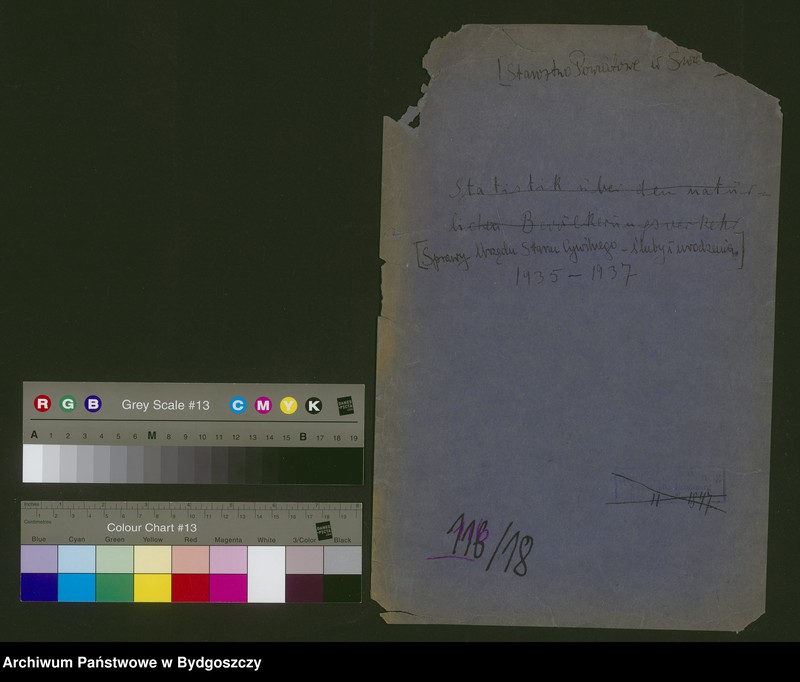 [Starostwo Powiatowe w
Statistik über den natür-
lichen Bevölkerungsverkehr
[Sprawy Urzędu Stanu Cywilnego - śluby i urodzenia]
1935 - 1937
116/18
R G B Grey Scale #13 C M Y K
A 1 2 3 4 5 6 M 8 9 10 11 12 13 14 15 B 17 18 19
Colour Chart #13
Blue Cyan Green Yellow Red Magenta White 3/Color Black
Archiwum Państwowe w Bydgoszczy